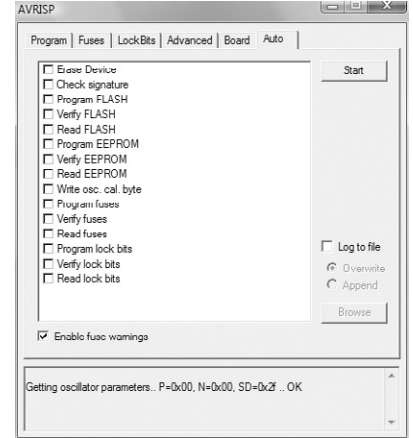 AVRISP
Program Fuses LockBits Advanced Board Auto
Erase Device
Check signature
Program FLASH
Verify FLASH
Read FLASH
Program EEPROM
Verify EEPROM
Read EEPROM
Write osc. cal. byte
Program fuses
Verify fuses
Read fuses
Program lock bits
Verify lock bits
Read lock bits
Start
Log to file
Overwrite
Append
Browse
Enable fuse warnings
Getting oscillator parameters.. P=0x00, N=0x00, SD=0x2f .. OK